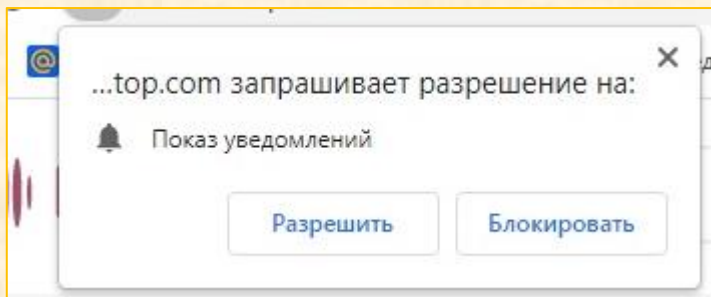 ...top.com запрашивает разрешение на:
Показ уведомлений
Разрешить
Блокировать